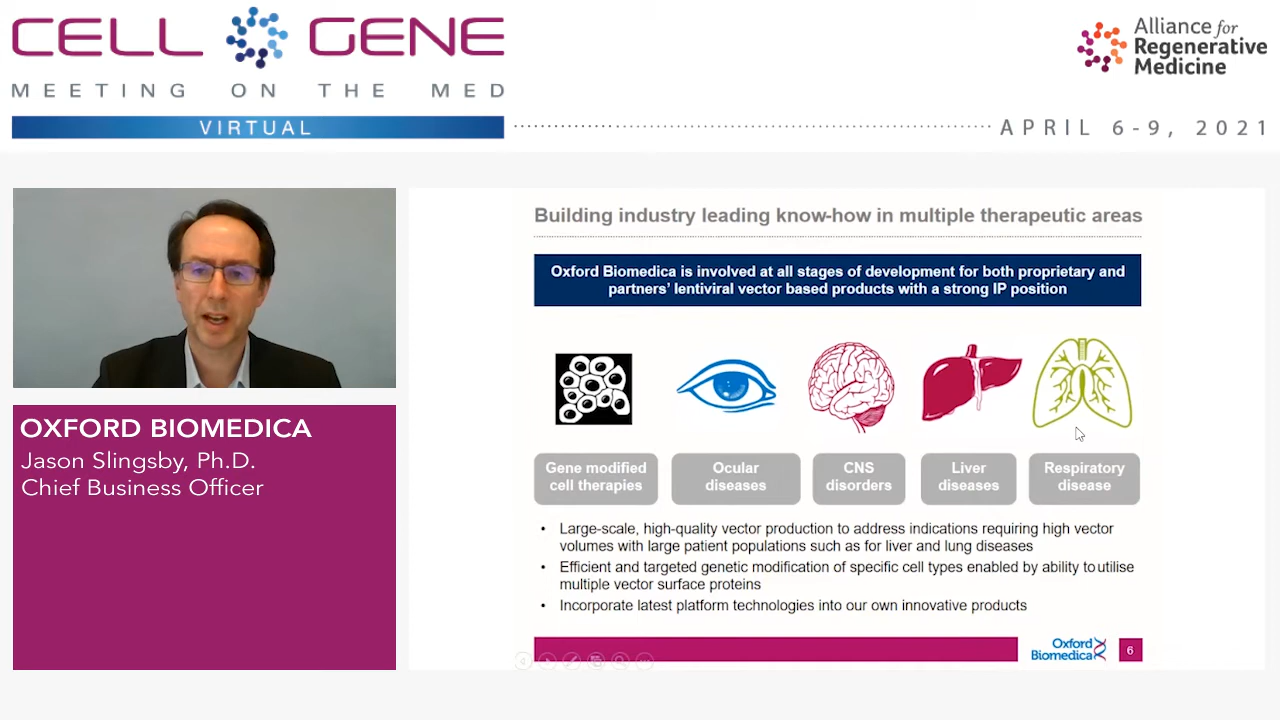 CELL GENE
MEETING ON THE MED
VIRTUAL
Alliance for
Regenerative
Medicine
APRIL 6-9, 2021
OXFORD BIOMEDICA
Jason Slingsby, Ph.D.
Chief Business Officer
Building industry leading know-how in multiple therapeutic areas
Oxford Biomedica is involved at all stages of development for both proprietary and
partners' lentiviral vector based products with a strong IP position
Gene modified
cell therapies
Ocular
diseases
CNS
disorders
Liver
diseases
Respiratory
disease
• Large-scale, high-quality vector production to address indications requiring high vector
volumes with large patient populations such as for liver and lung diseases
• Efficient and targeted genetic modification of specific cell types enabled by ability to utilise
multiple vector surface proteins
• Incorporate latest platform technologies into our own innovative products
Oxford
Biomedica
6